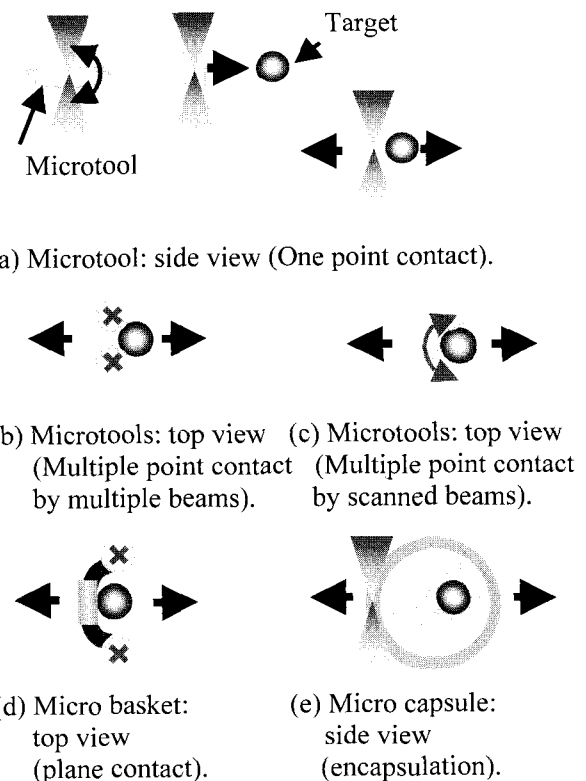 Target
Microtool
a) Microtool: side view (One point contact).
b) Microtools: top view
(Multiple point contact
by multiple beams).
(c) Microtools: top view
(Multiple point contact
by scanned beams).
d) Micro basket:
top view
(plane contact).
(e) Micro capsule:
side view
(encapsulation).